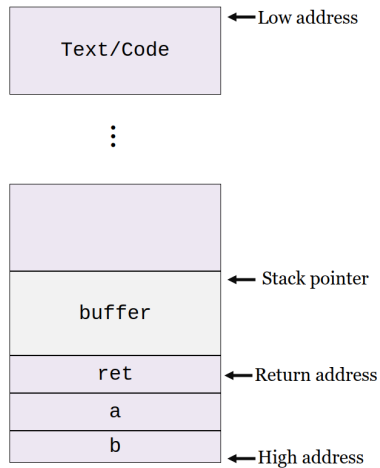 Low address
Text/Code
Stack pointer
buffer
ret
Return address
a
b
High address